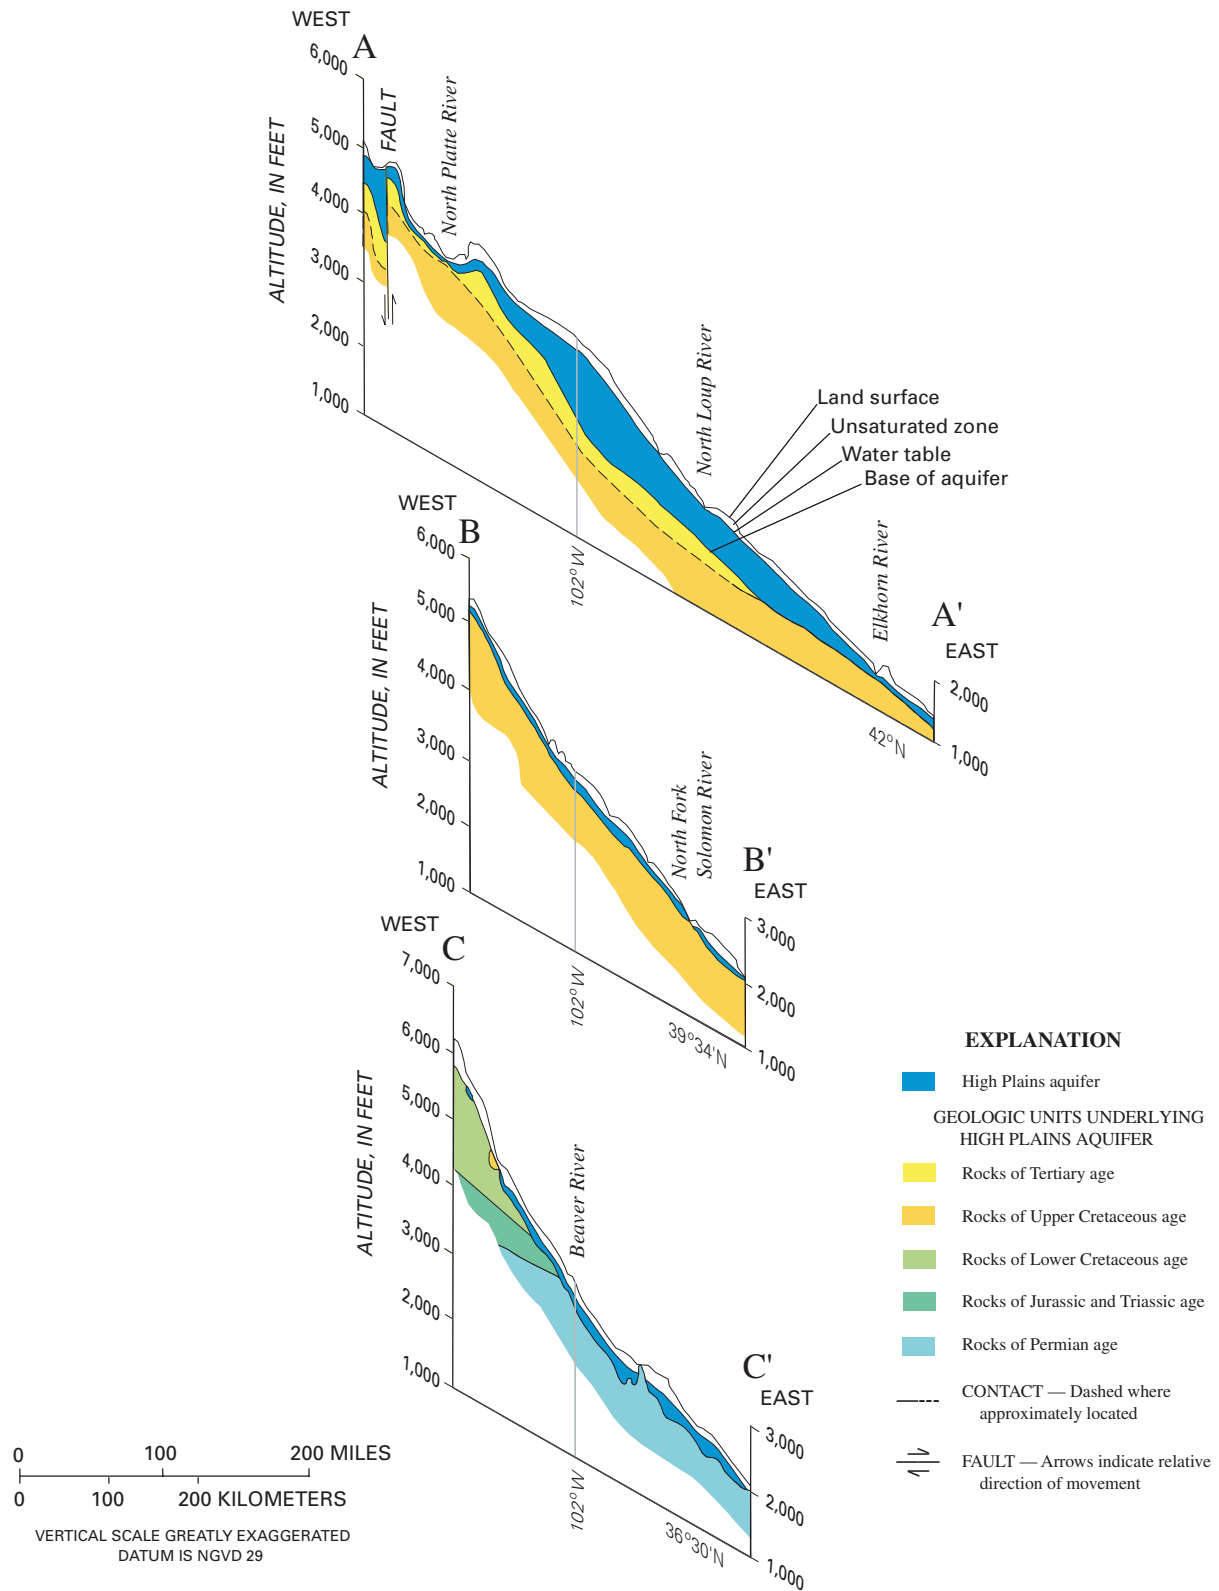 WEST
A
6,000
5,000
4,000
3,000
2,000
1,000
ALTITUDE, IN FEET
FAULT
North Platte River
North Loup River
Land surface
Unsaturated zone
Water table
Base of aquifer
Elkhorn River
102°W
42°N
A'
EAST
2,000
1,000
WEST
B
6,000
5,000
4,000
3,000
2,000
1,000
ALTITUDE, IN FEET
North Fork
Solomon River
102°W
39°34'N
B'
EAST
3,000
2,000
1,000
WEST
C
7,000
6,000
5,000
4,000
3,000
2,000
1,000
ALTITUDE, IN FEET
Beaver River
102°W
36°30'N
C'
EAST
3,000
2,000
1,000
EXPLANATION
High Plains aquifer
GEOLOGIC UNITS UNDERLYING
HIGH PLAINS AQUIFER
Rocks of Tertiary age
Rocks of Upper Cretaceous age
Rocks of Lower Cretaceous age
Rocks of Jurassic and Triassic age
Rocks of Permian age
CONTACT — Dashed where
approximately located
FAULT — Arrows indicate relative
direction of movement
0 100 200 MILES
0 100 200 KILOMETERS
VERTICAL SCALE GREATLY EXAGGERATED
DATUM IS NGVD 29